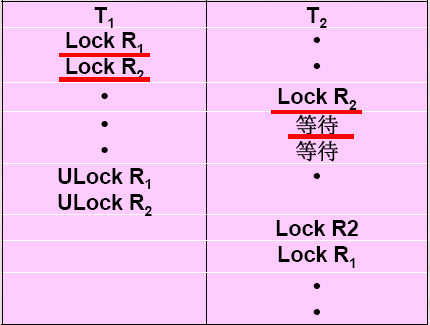 T₁ T₂
Lock R₁ •
Lock R₂ •
• Lock R₂
• 等待
• 等待
ULock R₁ •
ULock R₂
Lock R2
Lock R₁
•
•